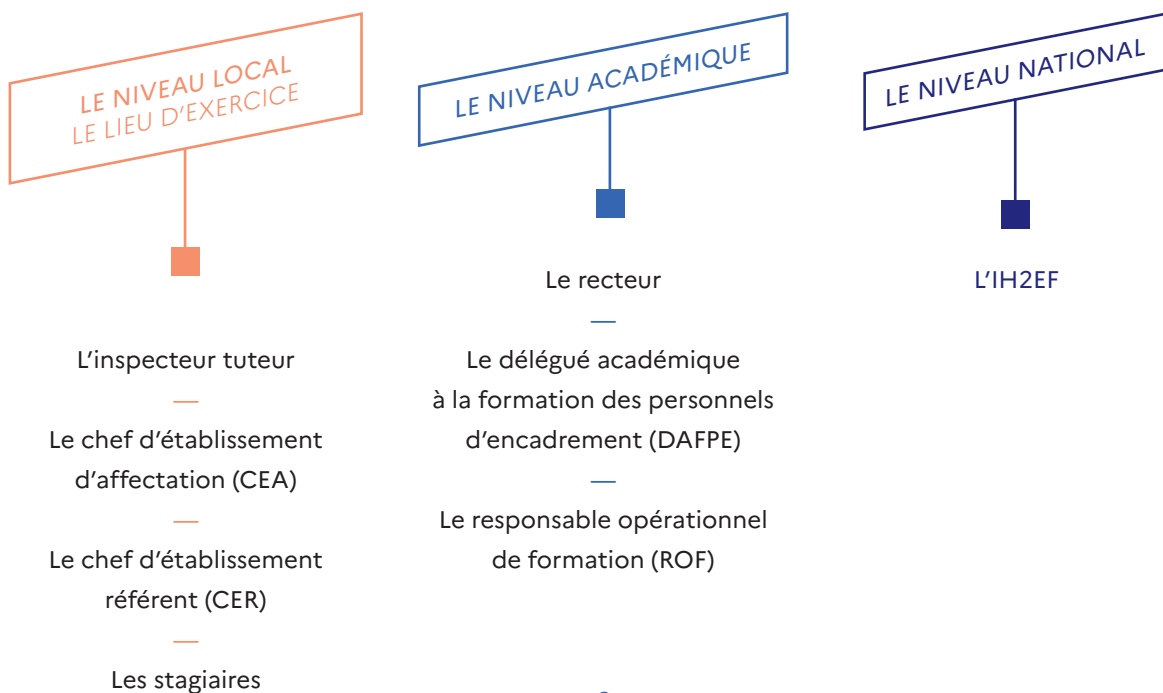 LE NIVEAU LOCAL
LE LIEU D'EXERCICE
L'inspecteur tuteur
—
Le chef d'établissement
d'affectation (CEA)
—
Le chef d'établissement
référent (CER)
—
Les stagiaires
LE NIVEAU ACADÉMIQUE
Le recteur
—
Le délégué académique
à la formation des personnels
d'encadrement (DAFPE)
—
Le responsable opérationnel
de formation (ROF)
LE NIVEAU NATIONAL
L'IH2EF